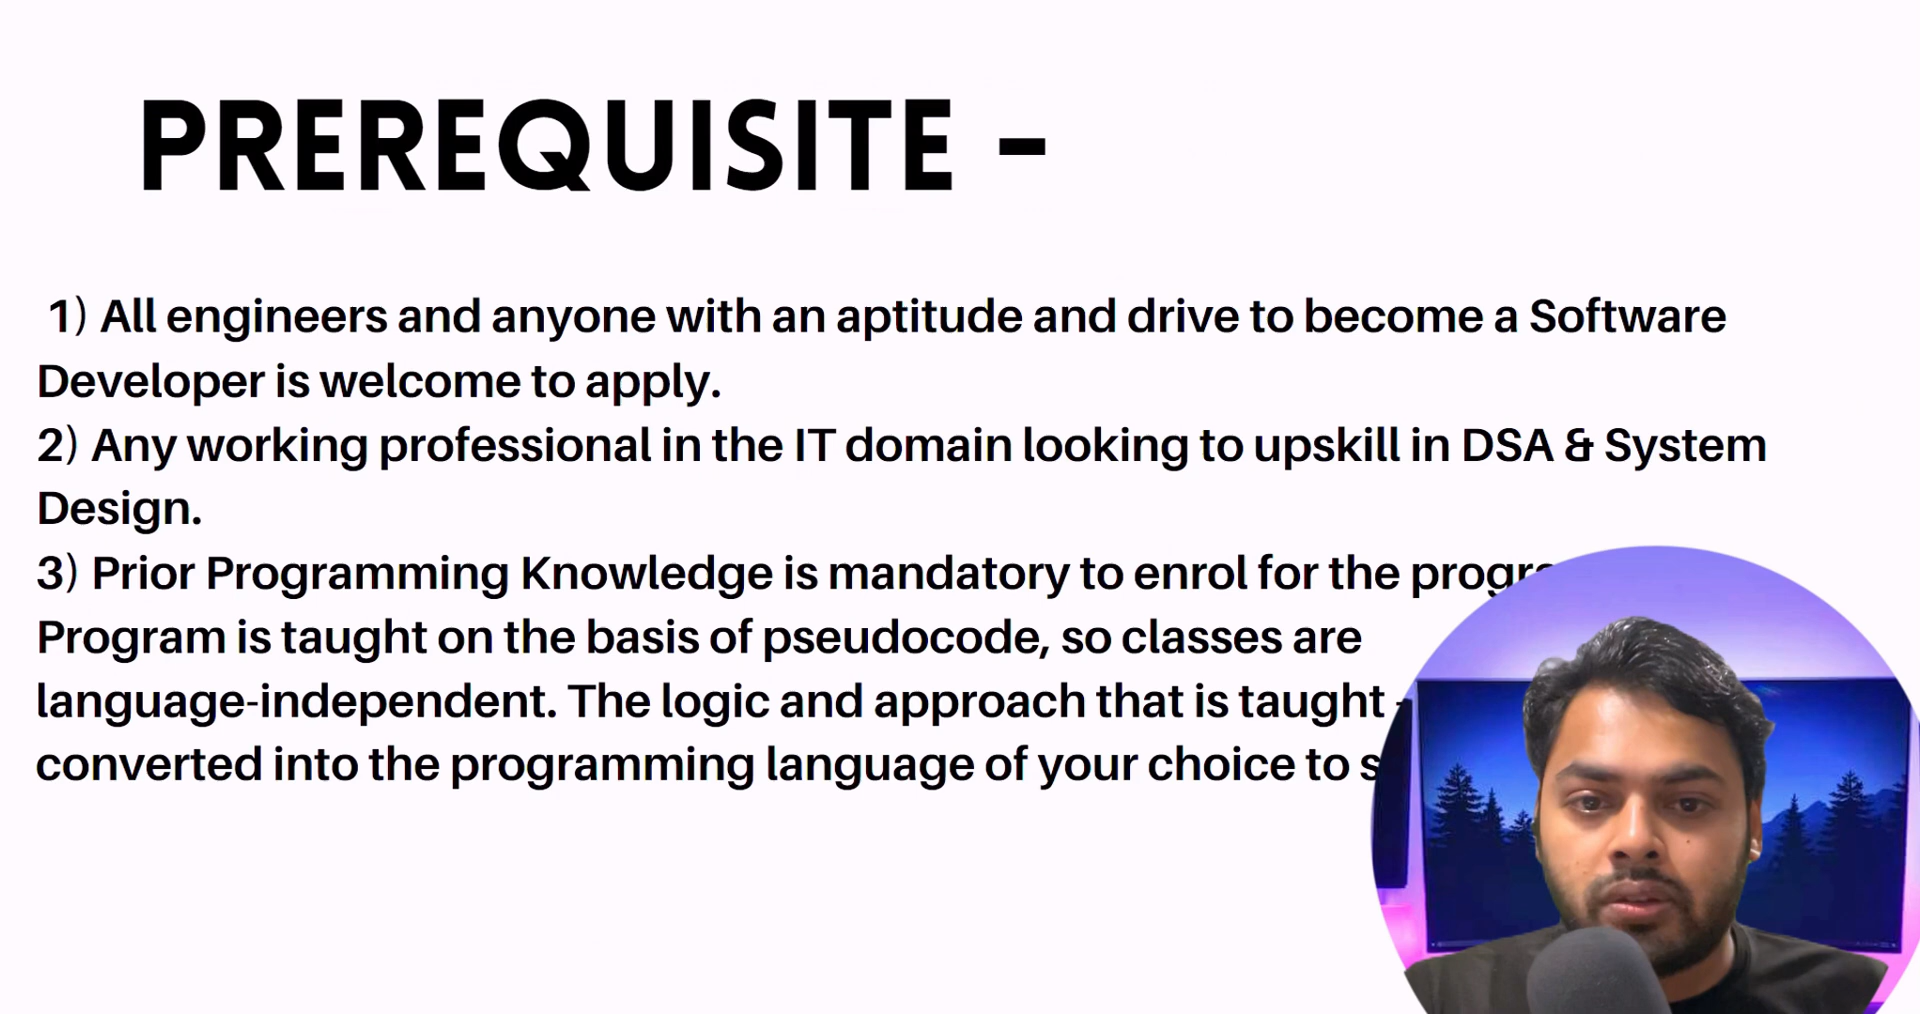 PREREQUISITE -
1) All engineers and anyone with an aptitude and drive to become a Software
Developer is welcome to apply.
2) Any working professional in the IT domain looking to upskill in DSA & System
Design.
3) Prior Programming Knowledge is mandatory to enrol for the
Program is taught on the basis of pseudocode, so classes are
language-independent. The logic and approach that is taught
converted into the programming language of your choice to